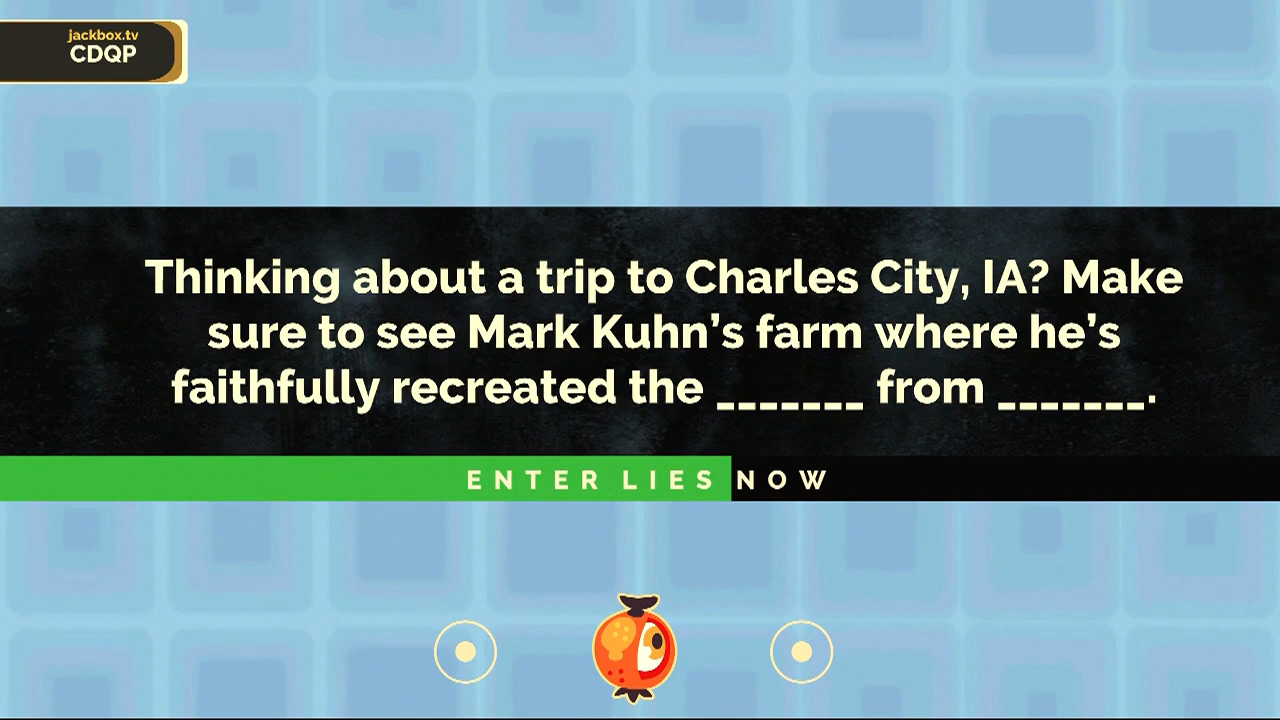 jackbox.tv
CDQP
Thinking about a trip to Charles City, IA? Make
sure to see Mark Kuhn’s farm where he’s
faithfully recreated the _______ from _______.
ENTER LIES NOW